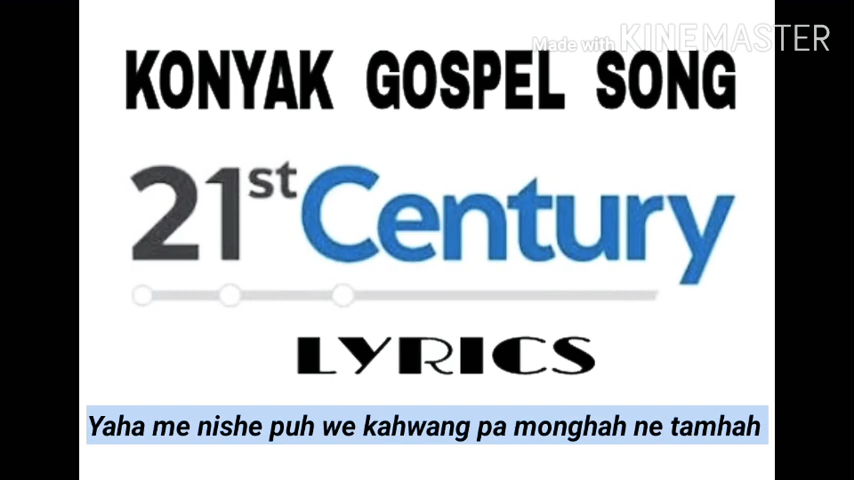 Made with KINEMASTER
KONYAK GOSPEL SONG
21st Century
LYRICS
Yaha me nishe puh we kahwang pa monghah ne tamhah